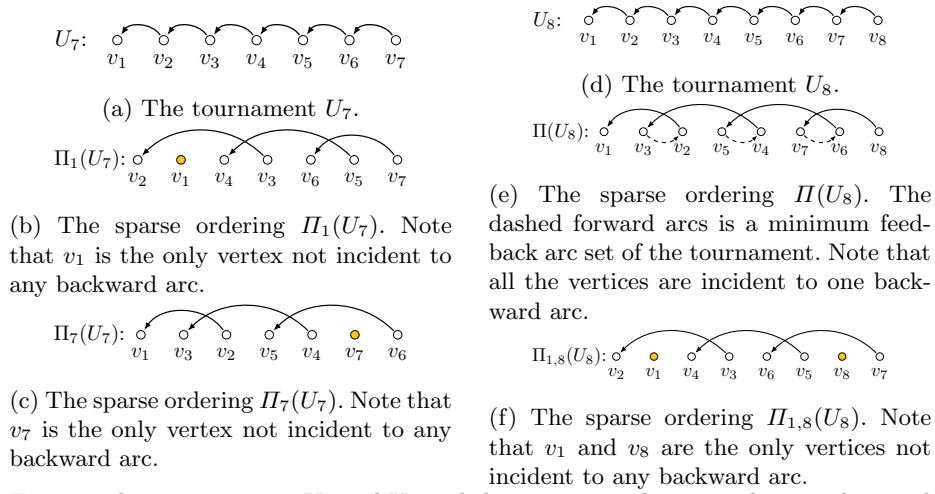 U₇:
v₁ v₂ v₃ v₄ v₅ v₆ v₇
(a) The tournament U₇.
Π₁(U₇):
v₂ v₁ v₄ v₃ v₆ v₅ v₇
(b) The sparse ordering Π₁(U₇). Note
that v₁ is the only vertex not incident to
any backward arc.
Π₇(U₇):
v₁ v₃ v₂ v₅ v₄ v₇ v₆
(c) The sparse ordering Π₇(U₇). Note that
v₇ is the only vertex not incident to any
backward arc.
U₈:
v₁ v₂ v₃ v₄ v₅ v₆ v₇ v₈
(d) The tournament U₈.
Π(U₈):
v₁ v₃ v₂ v₅ v₄ v₇ v₆ v₈
(e) The sparse ordering Π(U₈). The
dashed forward arcs is a minimum feed-
back arc set of the tournament. Note that
all the vertices are incident to one back-
ward arc.
Π₁,₈(U₈):
v₂ v₁ v₄ v₃ v₆ v₅ v₈ v₇
(f) The sparse ordering Π₁,₈(U₈). Note
that v₁ and v₈ are the only vertices not
incident to any backward arc.